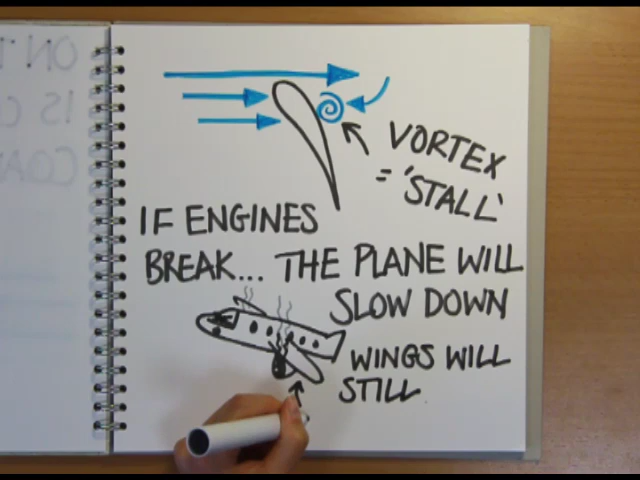 VORTEX
= 'STALL'
IF ENGINES
BREAK... THE PLANE WILL
SLOW DOWN
WINGS WILL
STILL